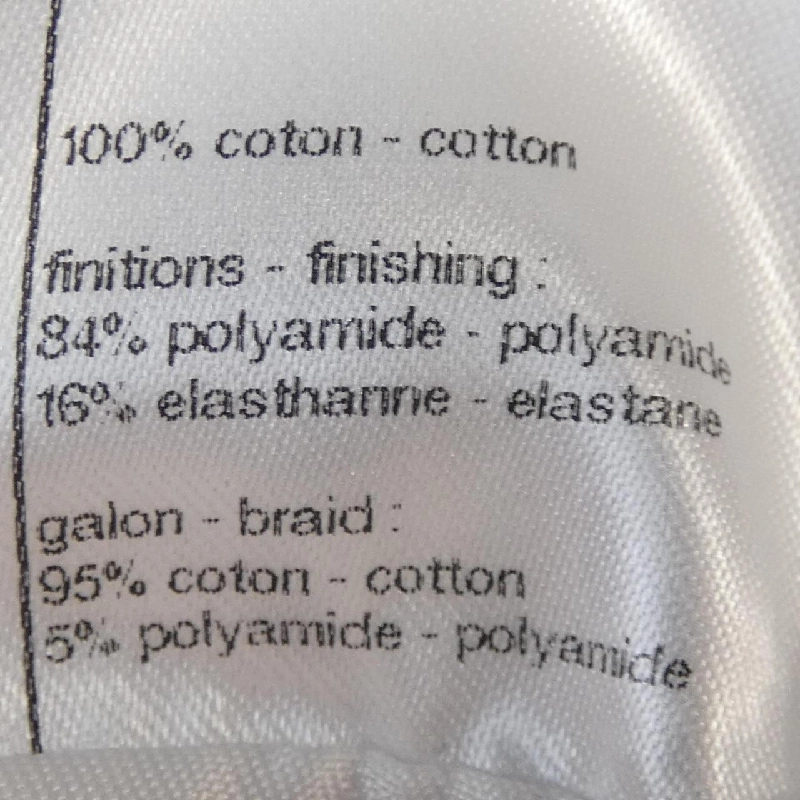 100% coton - cotton
finitions - finishing :
84% polyamide - polyamide
16% elasthanne - elastane
galon - braid :
95% coton - cotton
5% polyamide - polyamide